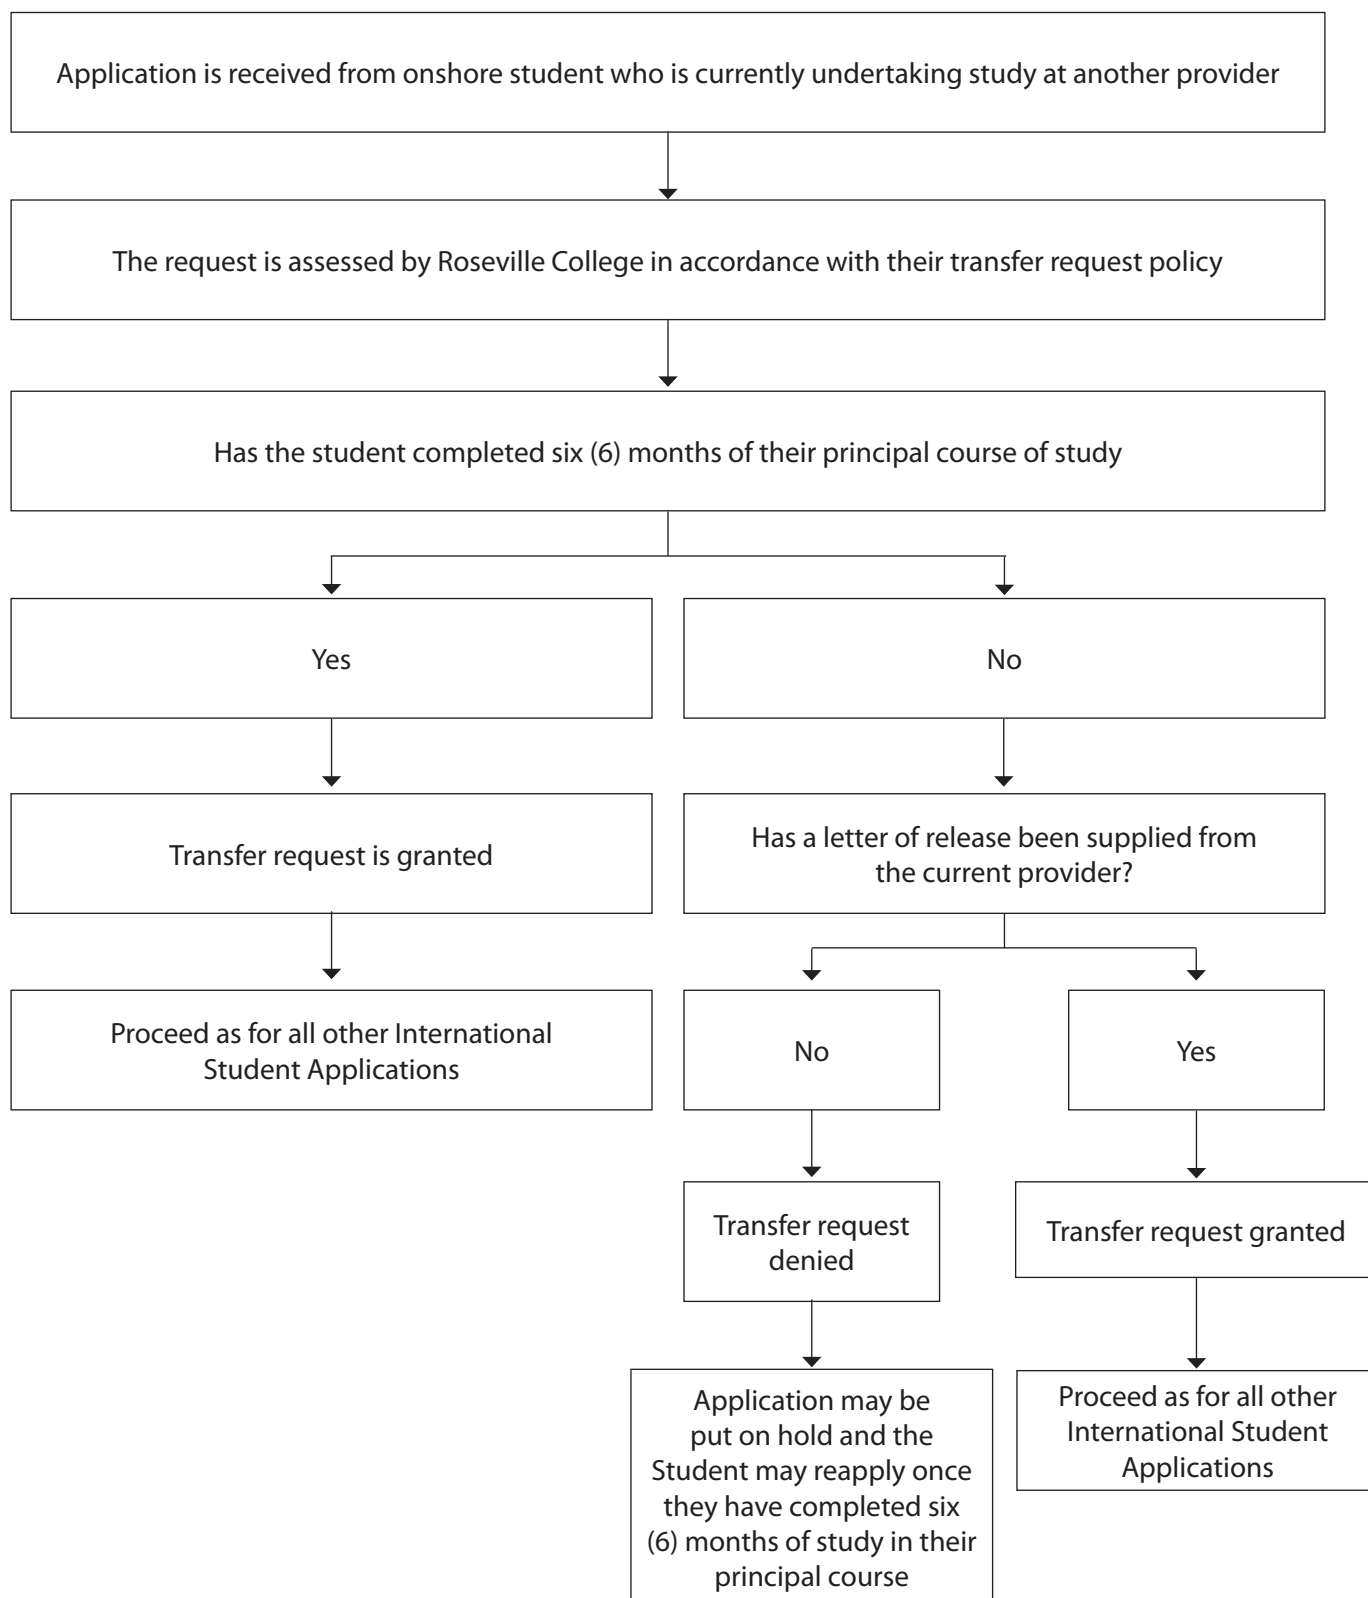 Application is received from onshore student who is currently undertaking study at another provider
The request is assessed by Roseville College in accordance with their transfer request policy
Has the student completed six (6) months of their principal course of study
Yes
No
Transfer request is granted
Has a letter of release been supplied from
the current provider?
Proceed as for all other International
Student Applications
No
Yes
Transfer request
denied
Transfer request granted
Application may be
put on hold and the
Student may reapply once
they have completed six
(6) months of study in their
principal course
Proceed as for all other
International Student
Applications